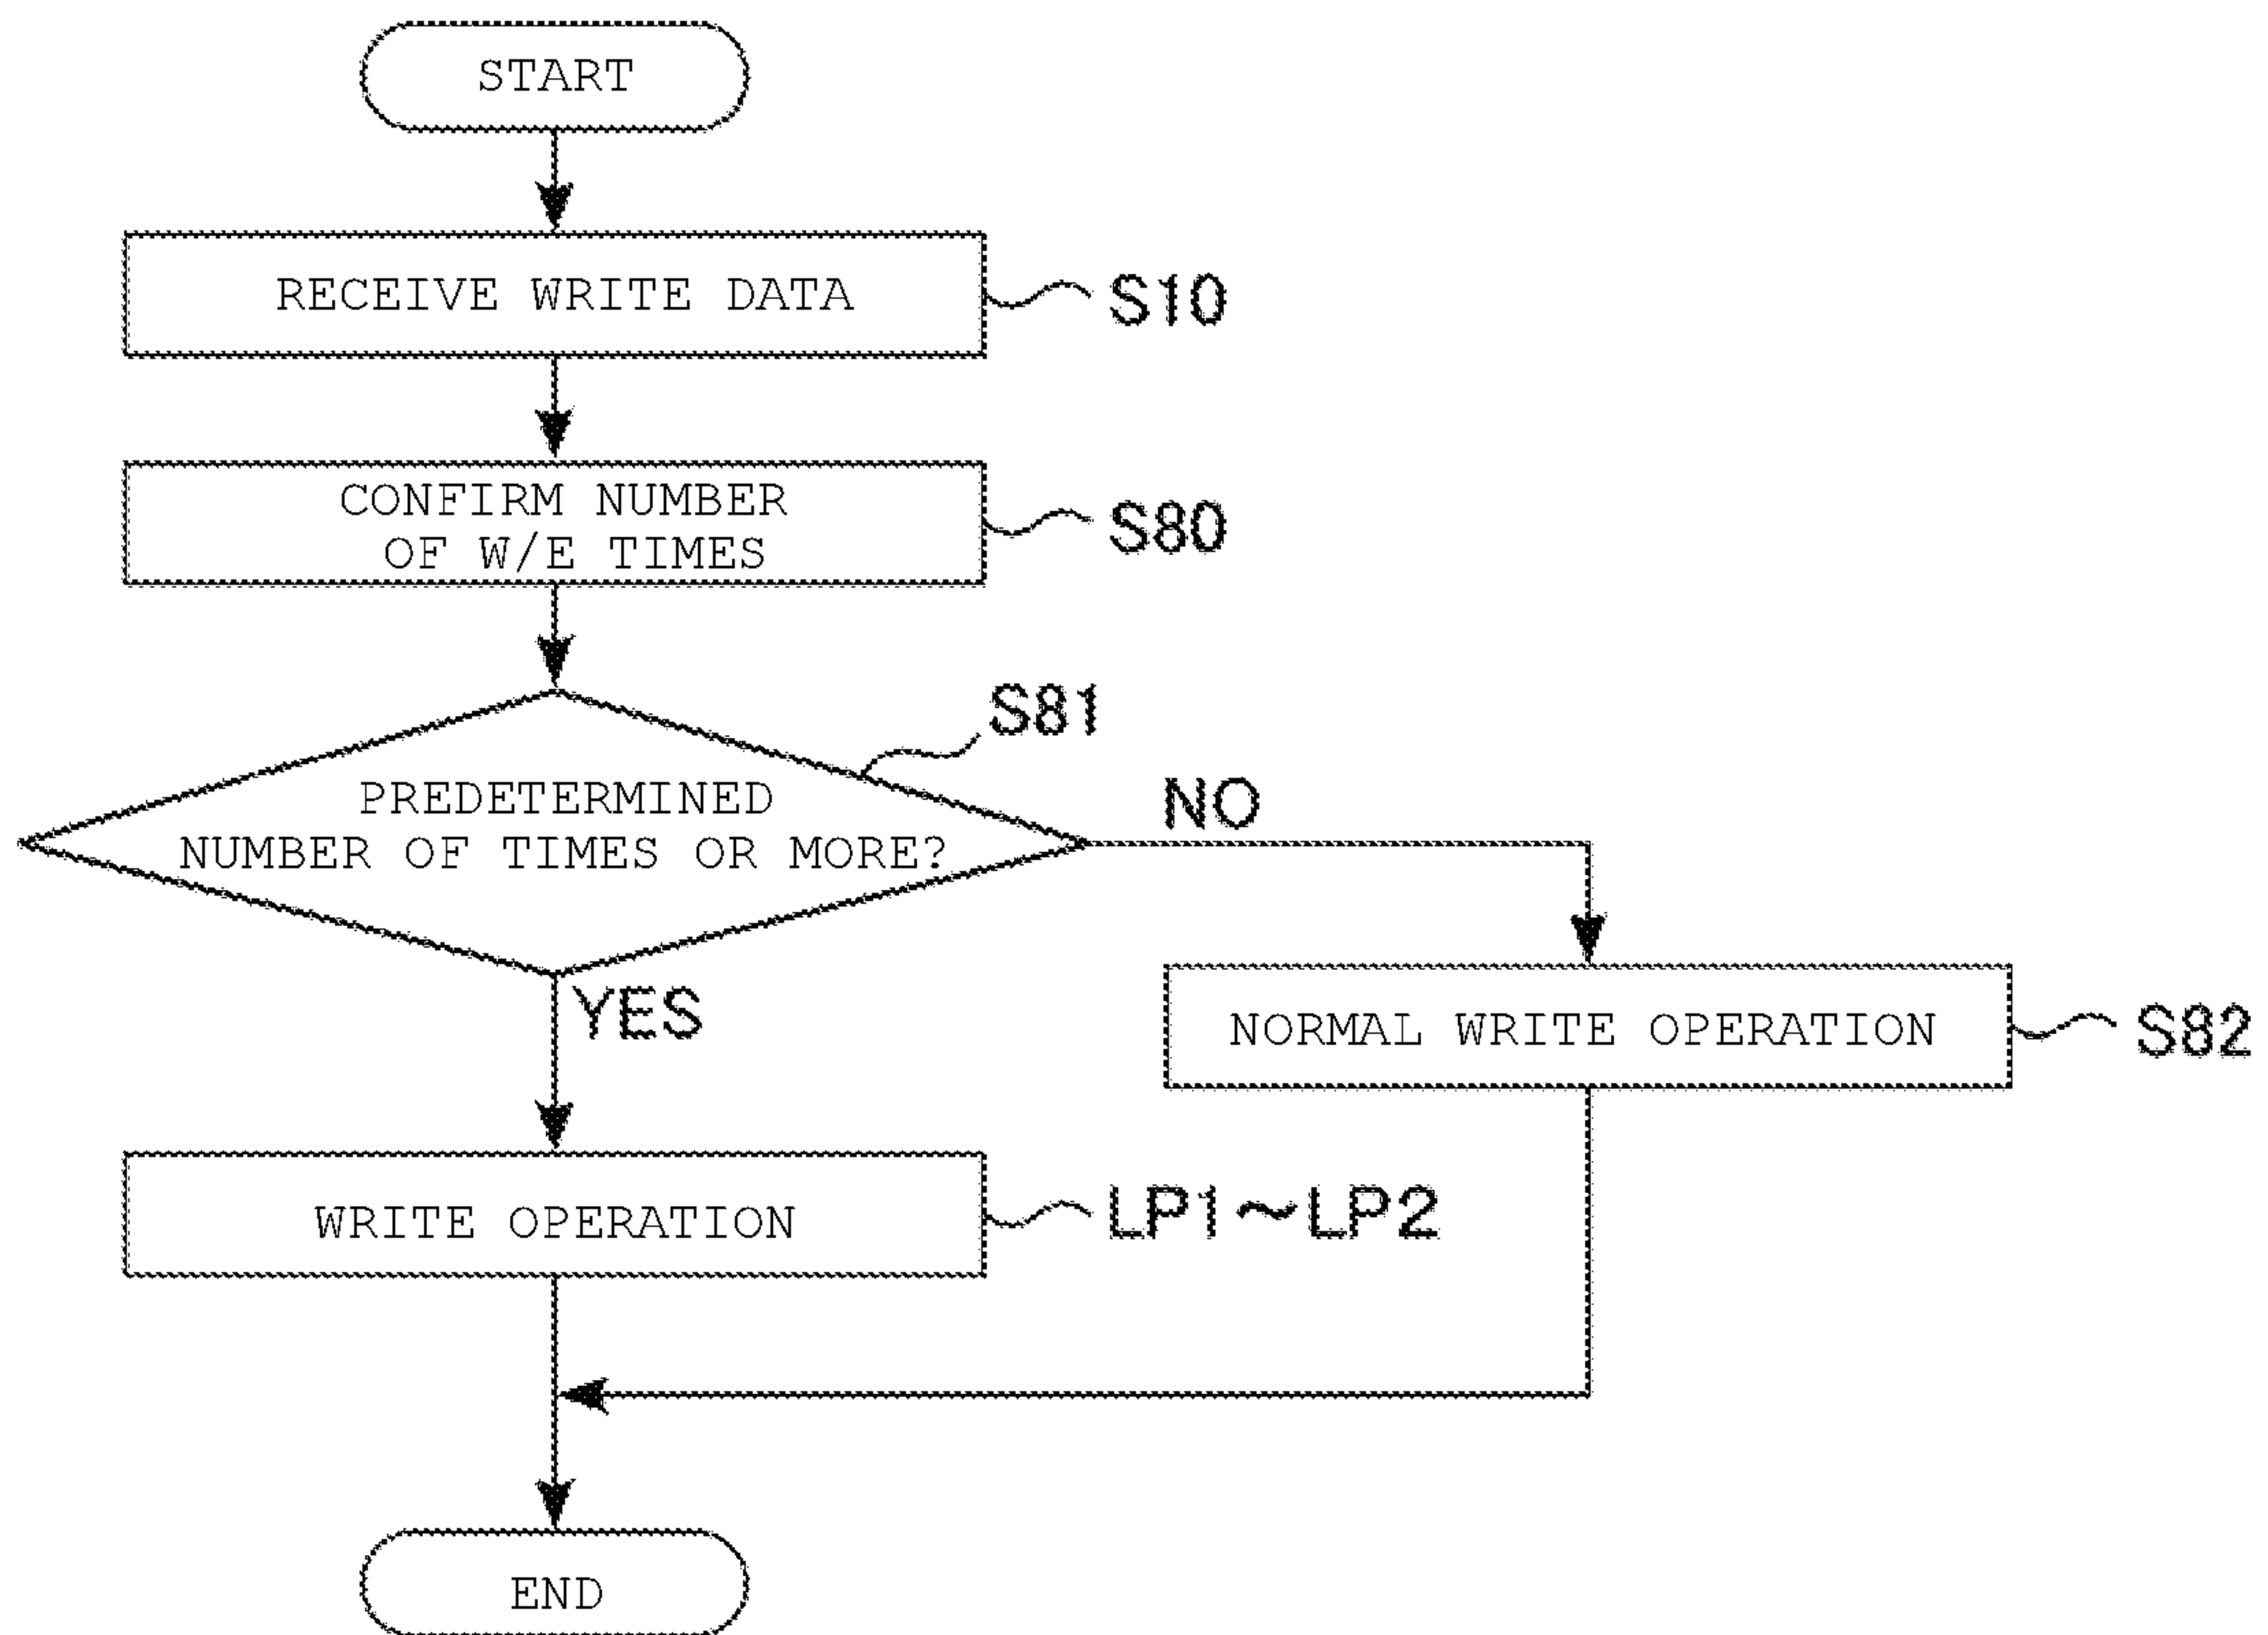 START
RECEIVE WRITE DATA
S10
CONFIRM NUMBER
OF W/E TIMES
S80
S81
PREDETERMINED
NUMBER OF TIMES OR MORE?
NO
YES
NORMAL WRITE OPERATION
S82
WRITE OPERATION
LP1~LP2
END